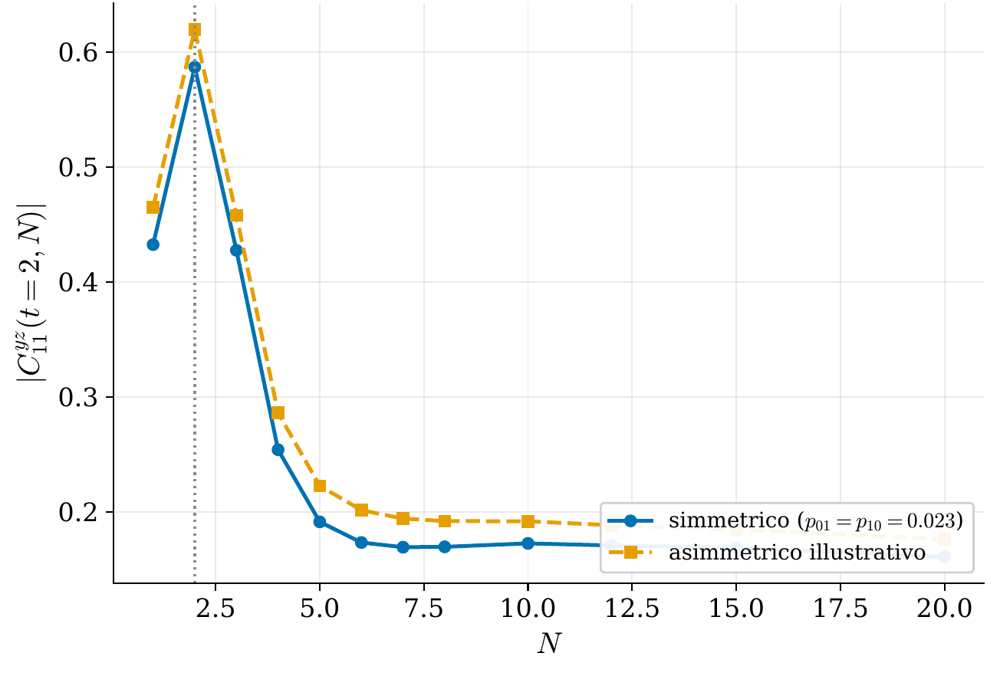 0.6
0.5
0.4
0.3
0.2
|C_{11}^{yz}(t = 2, N)|
simmetrico (p_{01} = p_{10} = 0.023)
asimmetrico illustrativo
2.5 5.0 7.5 10.0 12.5 15.0 17.5 20.0
N